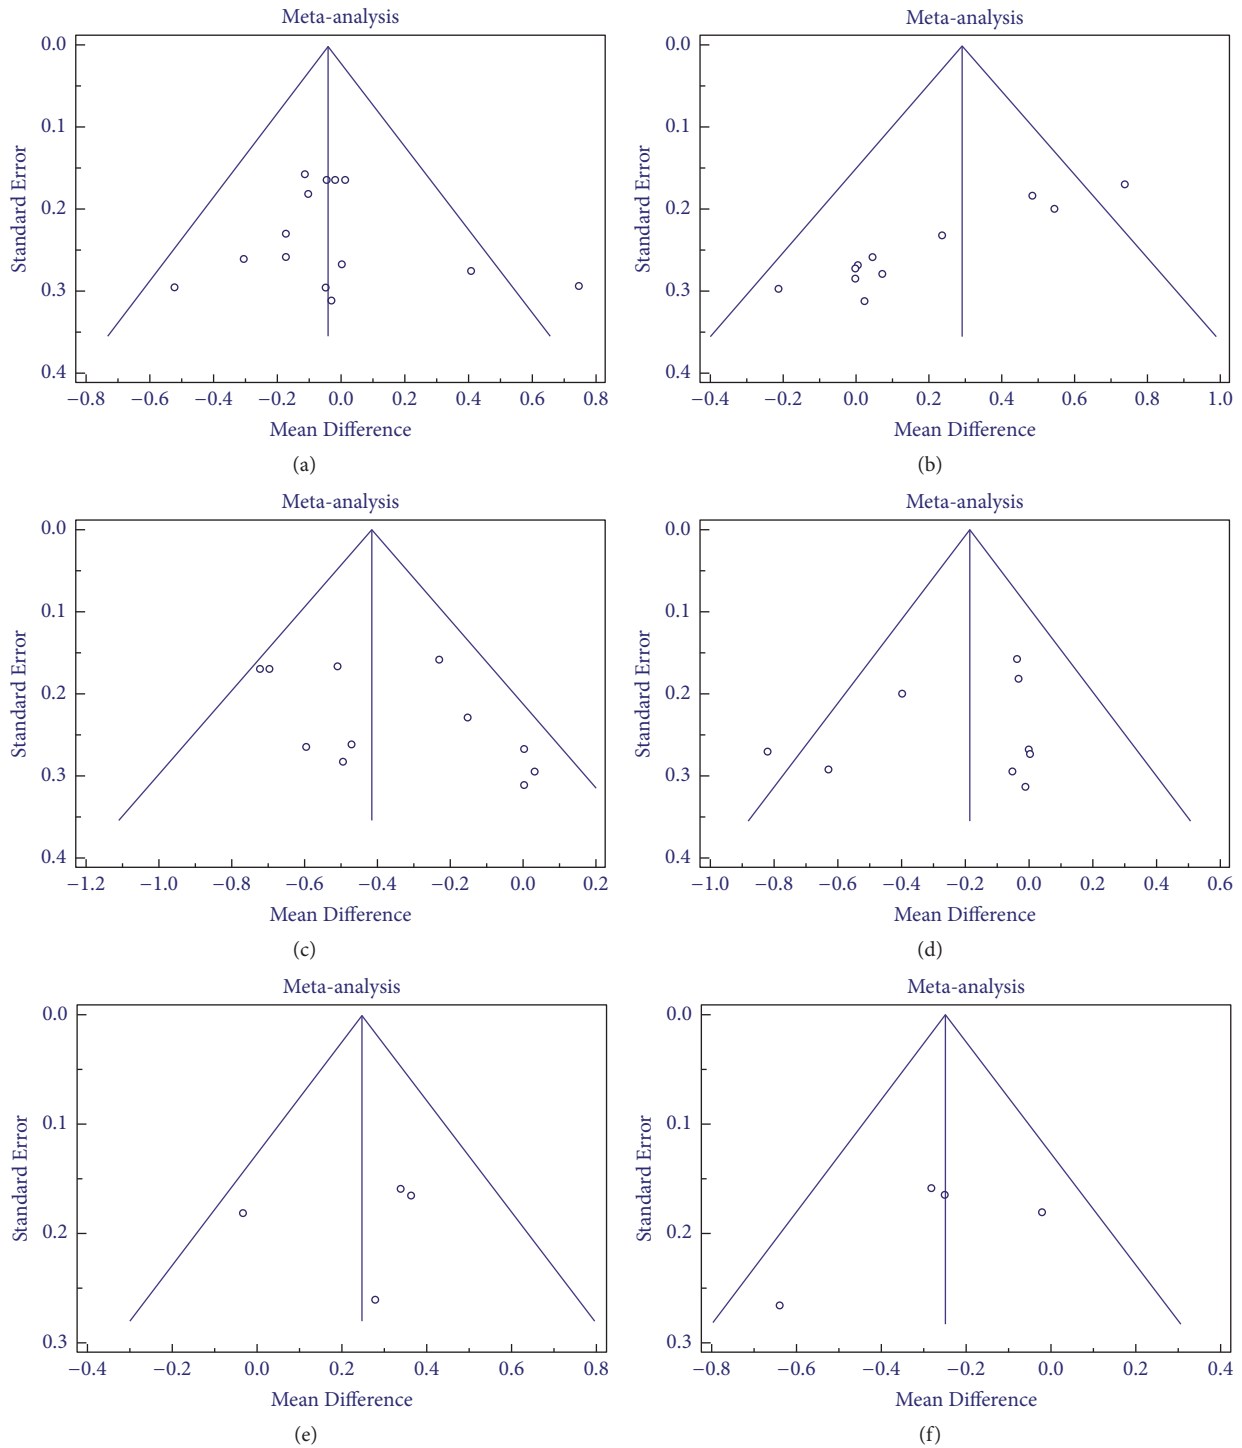 Meta-analysis
0.0
0.1
0.2
0.3
0.4
Standard Error
−0.8 −0.6 −0.4 −0.2 0.0 0.2 0.4 0.6 0.8
Mean Difference
(a)
Meta-analysis
0.0
0.1
0.2
0.3
0.4
Standard Error
−0.4 −0.2 0.0 0.2 0.4 0.6 0.8 1.0
Mean Difference
(b)
Meta-analysis
0.0
0.1
0.2
0.3
0.4
Standard Error
−1.2 −1.0 −0.8 −0.6 −0.4 −0.2 0.0 0.2
Mean Difference
(c)
Meta-analysis
0.0
0.1
0.2
0.3
0.4
Standard Error
−1.0 −0.8 −0.6 −0.4 −0.2 0.0 0.2 0.4 0.6
Mean Difference
(d)
Meta-analysis
0.0
0.1
0.2
0.3
Standard Error
−0.4 −0.2 0.0 0.2 0.4 0.6 0.8
Mean Difference
(e)
Meta-analysis
0.0
0.1
0.2
0.3
Standard Error
−0.8 −0.6 −0.4 −0.2 0.0 0.2 0.4
Mean Difference
(f)